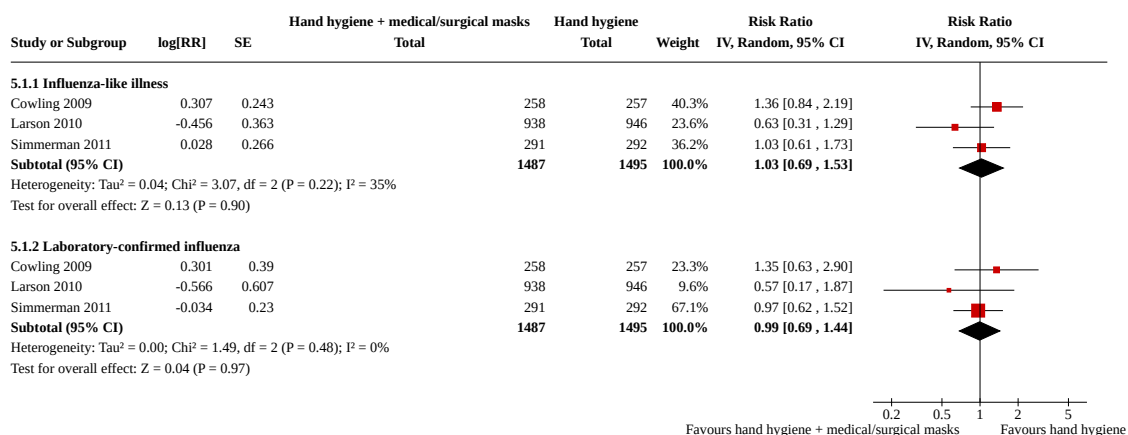 Hand hygiene + medical/surgical masks Hand hygiene Risk Ratio Risk Ratio
Study or Subgroup log[RR] SE Total Total Weight IV, Random, 95% CI IV, Random, 95% CI
5.1.1 Influenza-like illness
Cowling 2009 0.307 0.243 258 257 40.3% 1.36 [0.84 , 2.19]
Larson 2010 -0.456 0.363 938 946 23.6% 0.63 [0.31 , 1.29]
Simmerman 2011 0.028 0.266 291 292 36.2% 1.03 [0.61 , 1.73]
Subtotal (95% CI) 1487 1495 100.0% 1.03 [0.69 , 1.53]
Heterogeneity: Tau² = 0.04; Chi² = 3.07, df = 2 (P = 0.22); I² = 35%
Test for overall effect: Z = 0.13 (P = 0.90)
5.1.2 Laboratory-confirmed influenza
Cowling 2009 0.301 0.39 258 257 23.3% 1.35 [0.63 , 2.90]
Larson 2010 -0.566 0.607 938 946 9.6% 0.57 [0.17 , 1.87]
Simmerman 2011 -0.034 0.23 291 292 67.1% 0.97 [0.62 , 1.52]
Subtotal (95% CI) 1487 1495 100.0% 0.99 [0.69 , 1.44]
Heterogeneity: Tau² = 0.00; Chi² = 1.49, df = 2 (P = 0.48); I² = 0%
Test for overall effect: Z = 0.04 (P = 0.97)
0.2 0.5 1 2 5
Favours hand hygiene + medical/surgical masks Favours hand hygiene